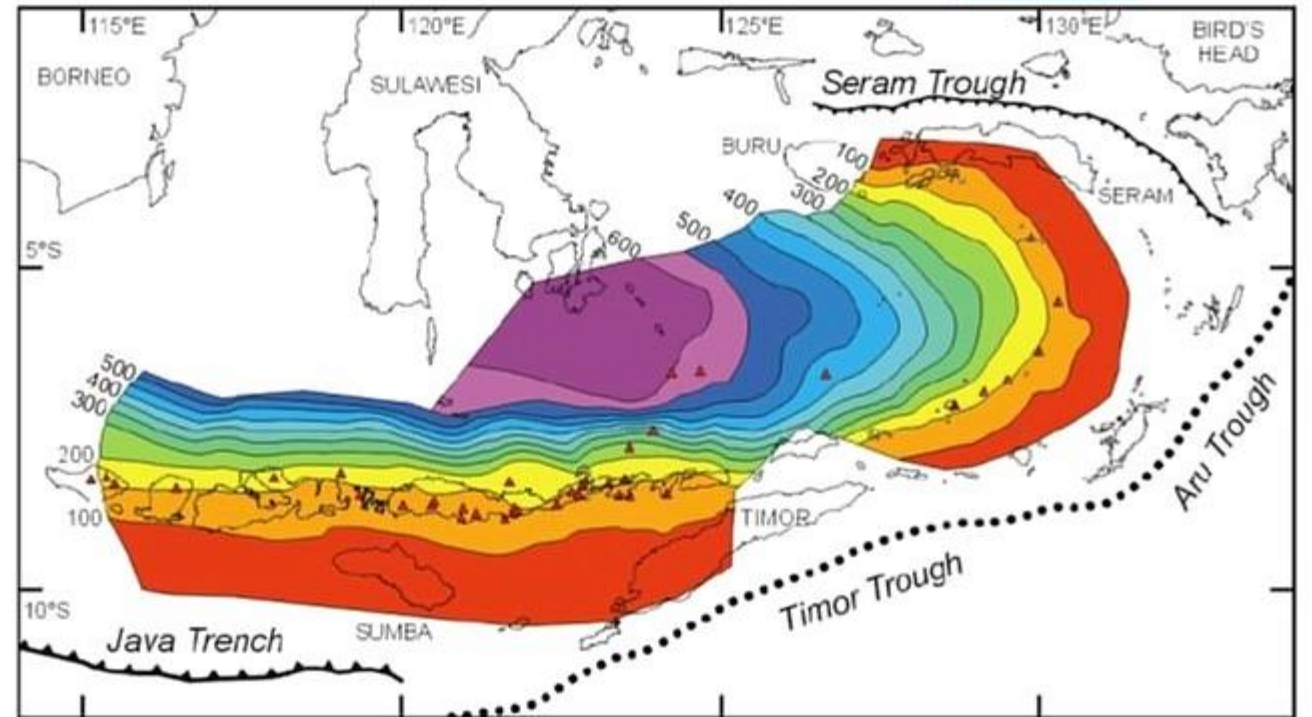 115°E
120°E
125°E
130°E
BIRD'S
HEAD
BORNEO
SULAWESI
Seram Trough
BURU
100
200
300
400
500
600
SERAM
5°S
500
400
300
200
100
TIMOR
Aru Trough
Timor Trough
10°S
Java Trench
SUMBA